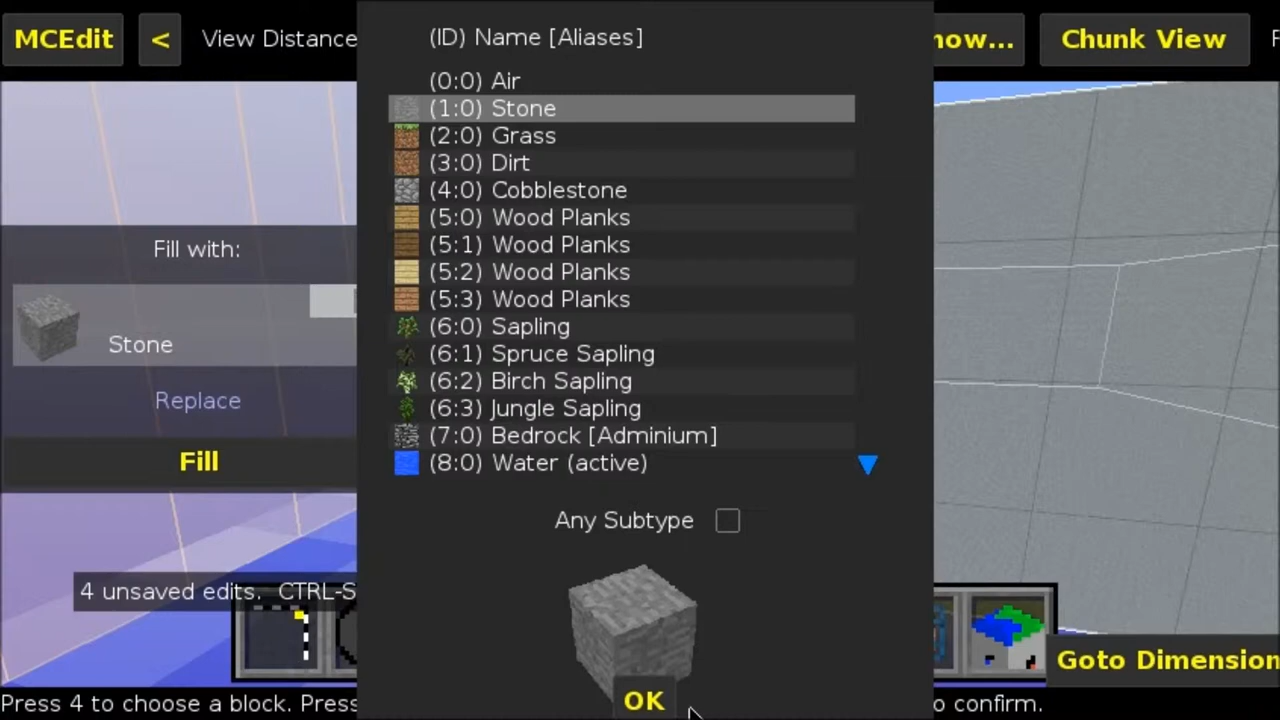 MCEdit
<
View Distance
how...
Chunk View
(ID) Name [Aliases]
(0:0) Air
(1:0) Stone
(2:0) Grass
(3:0) Dirt
(4:0) Cobblestone
(5:0) Wood Planks
(5:1) Wood Planks
(5:2) Wood Planks
(5:3) Wood Planks
(6:0) Sapling
(6:1) Spruce Sapling
(6:2) Birch Sapling
(6:3) Jungle Sapling
(7:0) Bedrock [Adminium]
(8:0) Water (active)
Any Subtype
OK
Fill with:
Stone
Replace
Fill
4 unsaved edits. CTRL-S
Goto Dimension
Press 4 to choose a block. Press
o confirm.